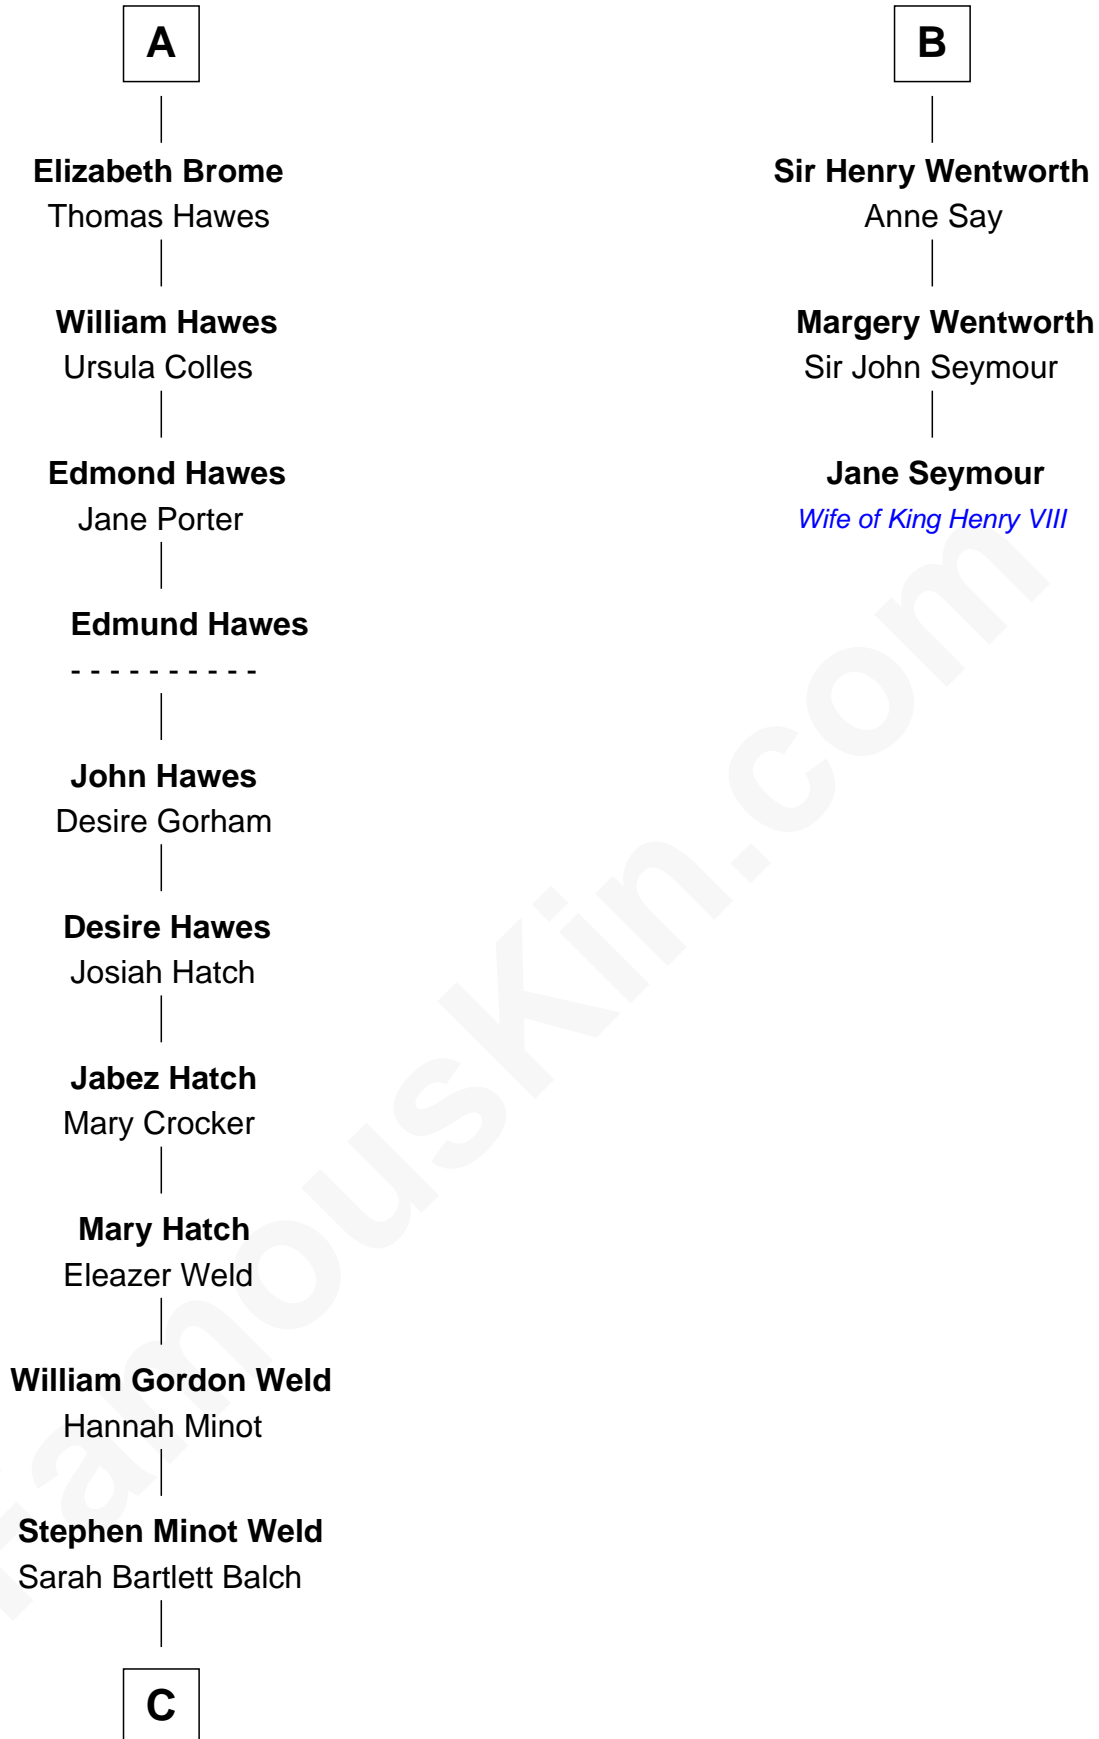 A
Elizabeth Brome
Thomas Hawes
William Hawes
Ursula Colles
Edmond Hawes
Jane Porter
Edmund Hawes
- - - - - - - - - -
John Hawes
Desire Gorham
Desire Hawes
Josiah Hatch
Jabez Hatch
Mary Crocker
Mary Hatch
Eleazer Weld
William Gordon Weld
Hannah Minot
Stephen Minot Weld
Sarah Bartlett Balch
C
B
Sir Henry Wentworth
Anne Say
Margery Wentworth
Sir John Seymour
Jane Seymour
Wife of King Henry VIII
FamousKin.com